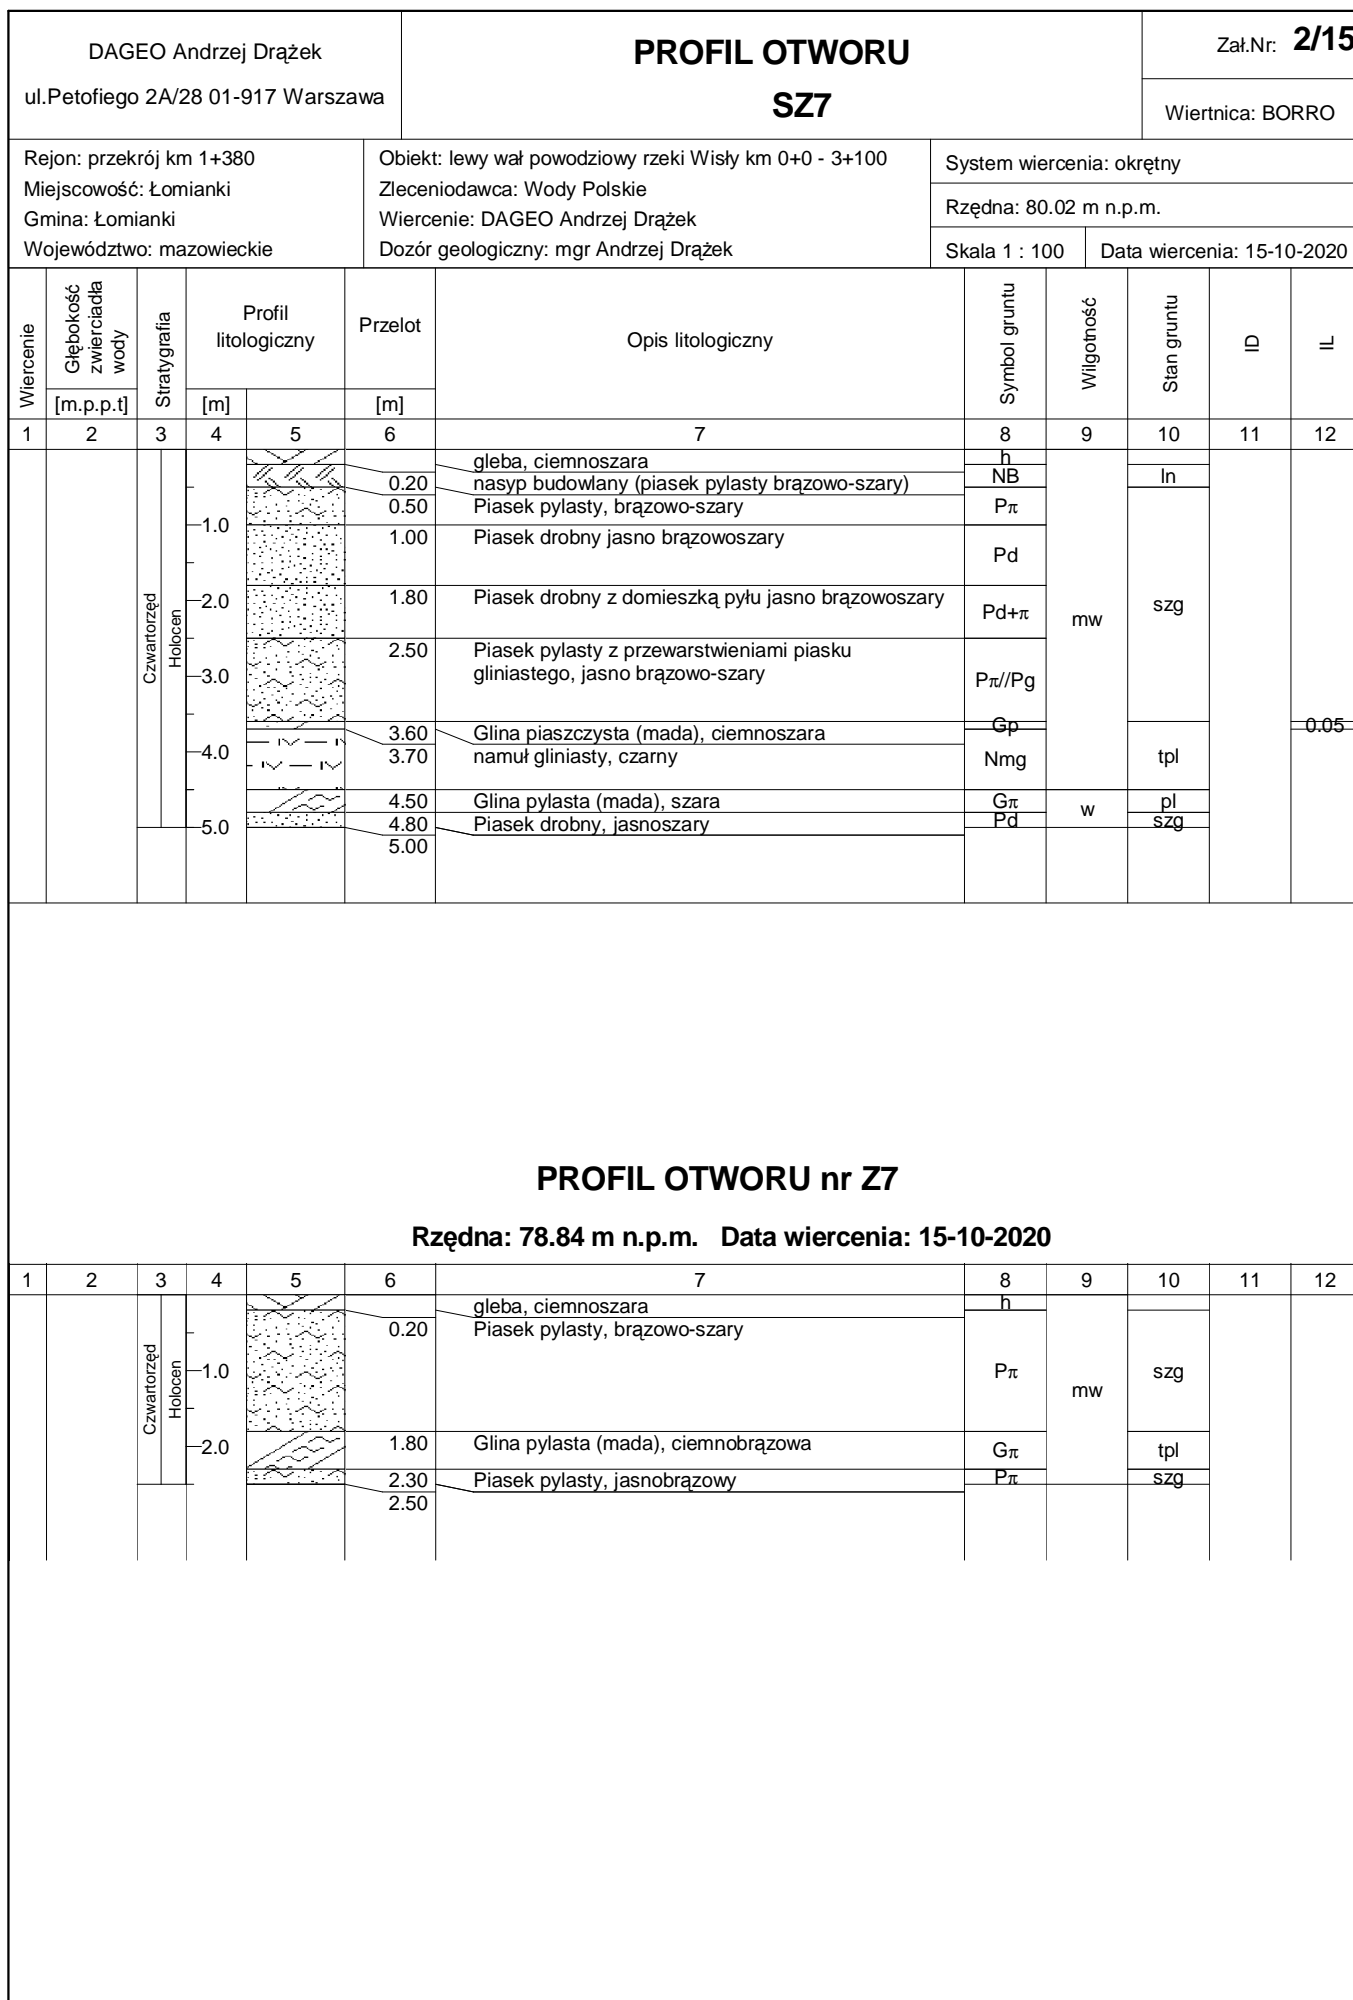 DAGEO Andrzej Drążek
ul.Petofiego 2A/28 01-917 Warszawa
PROFIL OTWORU
SZ7
Zał.Nr: 2/15
Wiertnica: BORRO
Rejon: przekrój km 1+380
Miejscowość: Łomianki
Gmina: Łomianki
Województwo: mazowieckie
Obiekt: lewy wał powodziowy rzeki Wisły km 0+0 - 3+100
Zleceniodawca: Wody Polskie
Wiercenie: DAGEO Andrzej Drążek
Dozór geologiczny: mgr Andrzej Drążek
System wiercenia: okrętny
Rzędna: 80.02 m n.p.m.
Skala 1 : 100 Data wiercenia: 15-10-2020
Wiercenie
Głębokość
zwierciadła
wody
[m.p.p.t]
Stratygrafia
Profil
litologiczny
[m]
Przelot
[m]
Opis litologiczny
Symbol gruntu
Wilgotność
Stan gruntu
ID
IL
1 2 3 4 5 6 7 8 9 10 11 12
Czwartorzęd
Holocen
gleba, ciemnoszara h
0.20 nasyp budowlany (piasek pylasty brązowo-szary) NB ln
0.50 Piasek pylasty, brązowo-szary Pπ
1.0
1.00 Piasek drobny jasno brązowoszary Pd
1.80 Piasek drobny z domieszką pyłu jasno brązowoszary Pd+π
2.0
mw szg
2.50 Piasek pylasty z przewarstwieniami piasku
gliniastego, jasno brązowo-szary Pπ//Pg
3.0
3.60 Glina piaszczysta (mada), ciemnoszara Gp 0.05
3.70 namuł gliniasty, czarny Nmg tpl
4.0
4.50 Glina pylasta (mada), szara Gπ w pl
4.80 Piasek drobny, jasnoszary Pd szg
5.0
5.00
PROFIL OTWORU nr Z7
Rzędna: 78.84 m n.p.m. Data wiercenia: 15-10-2020
1 2 3 4 5 6 7 8 9 10 11 12
Czwartorzęd
Holocen
gleba, ciemnoszara h
0.20 Piasek pylasty, brązowo-szary
1.0 Pπ mw szg
1.80 Glina pylasta (mada), ciemnobrązowa Gπ tpl
2.0
2.30 Piasek pylasty, jasnobrązowy Pπ szg
2.50